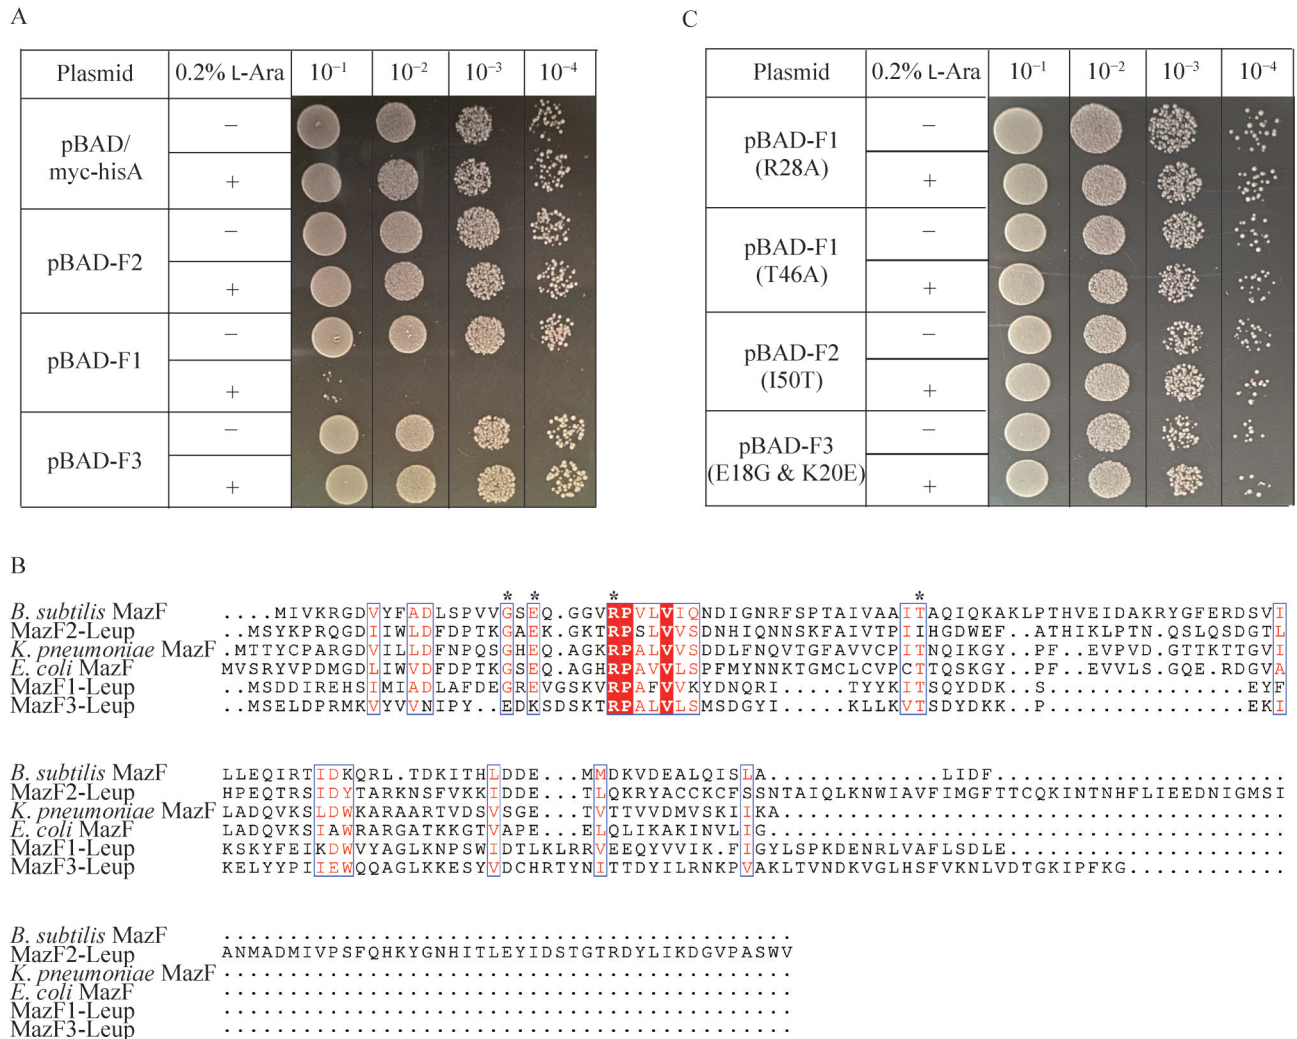 A
Plasmid 0.2% L-Ara 10⁻¹ 10⁻² 10⁻³ 10⁻⁴
pBAD/
myc-hisA
−
+
pBAD-F2
−
+
pBAD-F1
−
+
pBAD-F3
−
+
C
Plasmid 0.2% L-Ara 10⁻¹ 10⁻² 10⁻³ 10⁻⁴
pBAD-F1
(R28A)
−
+
pBAD-F1
(T46A)
−
+
pBAD-F2
(I50T)
−
+
pBAD-F3
(E18G & K20E)
−
+
B
* * * *
B. subtilis MazF ....MIVKRGDVYFADLSPVVGSEQ.GGVRPVLVIQNDIGNRFSPTAIVAAITAQIQKAKLPTHVEIDAKRYGFERDSVI
MazF2-Leup ..MSYKPRQGDIIWLDFDPTKGAEK.GKTRPSLVVSDNHIQNNSKFAIVTPIIHGDWEF..ATHIKLPTN.QSLQSDGTL
K. pneumoniae MazF .MTTYCPARGDVILLDFNPQSGHEQ.AGKRPALVVSDDLFNQVTGFAVVCPITNQIKGY..PF..EVPVD.GTTKTTGVI
E. coli MazF MVSRYVPDMGDLIWVDFDPTKGSEQ.AGHRPAVVLSPFMYNNKTGMCLCVPCTTQSKGY..PF..EVVLS.GQE.RDGVA
MazF1-Leup ..MSDDIREHSIMIADLAFDEGREVGSKVRPAFVVKYDNQRI.....TYYKITSQYDDK..S................EYF
MazF3-Leup ..MSELDPRMKVYVVNIPY..EDKSDSKTRPALVLSMSDGYI.....KLLKVTSDYDKK..P................EKI
B. subtilis MazF LLEQIRTIDKQRL.TDKITHLDDE...MMDKVDEALQISLA..............LIDF......................
MazF2-Leup HPEQTRSIDYTARKNSFVKKIDDE...TLQKRYACCKCFSSNTAIQLKNWIAVFIMGFTTCQKINTNHFLIEEDNIGMSI
K. pneumoniae MazF LADQVKSLDWKARAARTVDSVSGE...TVTTVVDMVSKIIKA......................................
E. coli MazF LADQVKSIAWRARGATKKGTVAPE...ELQLIKAKINVLIG.......................................
MazF1-Leup KSKYFEIKDWVYAGLKNPSWIDTLKLRRVEEQYVVIK.FIGYLSPKDENRLVAFLSDLE.....................
MazF3-Leup KELYYPIIEWQQAGLKKESYVDCHRTYNITTDYILRNKPVAKLTVNDKVGLHSFVKNLVDTGKIPFKG............
B. subtilis MazF ...........................................
MazF2-Leup ANMADMIVPSFQHKYGNHITLEYIDSTGTRDYLIKDGVPASWV
K. pneumoniae MazF ...........................................
E. coli MazF ...........................................
MazF1-Leup ...........................................
MazF3-Leup ...........................................